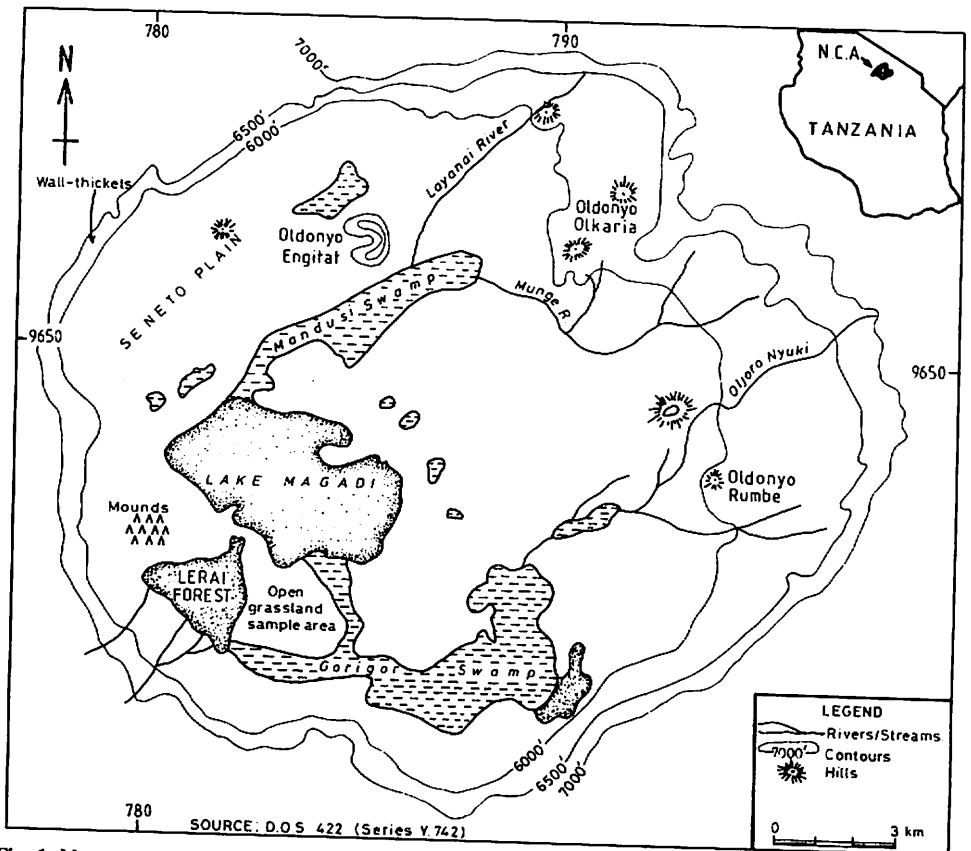 780
790
N
7000'
6500'
6000'
N.C.A.
TANZANIA
Wall-thickets
Layanai River
Oldonyo
Olkaria
Oldonyo
Engitat
SENETO PLAIN
Mandusi Swamp
Munge R
9650
Oljoro Nyuki
9650
LAKE MAGADI
Oldonyo
Rumbe
Mounds
LERAI
FOREST
Open
grassland
sample area
Gorigor Swamp
6000'
6500'
7000'
LEGEND
Rivers/Streams
7000' Contours
Hills
0 3 km
780
SOURE: D.O S 422 (Series Y. 742)